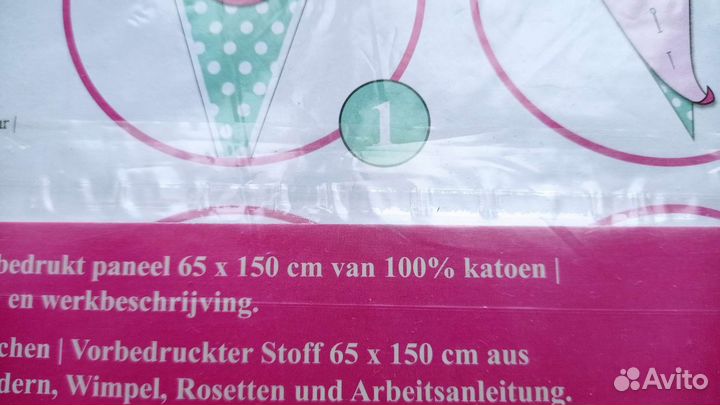 1
bedrukt paneel 65 x 150 cm van 100% katoen |
en werkbeschrijving.
chen | Vorbedruckter Stoff 65 x 150 cm aus
dern, Wimpel, Rosetten und Arbeitsanleitung.
Avito